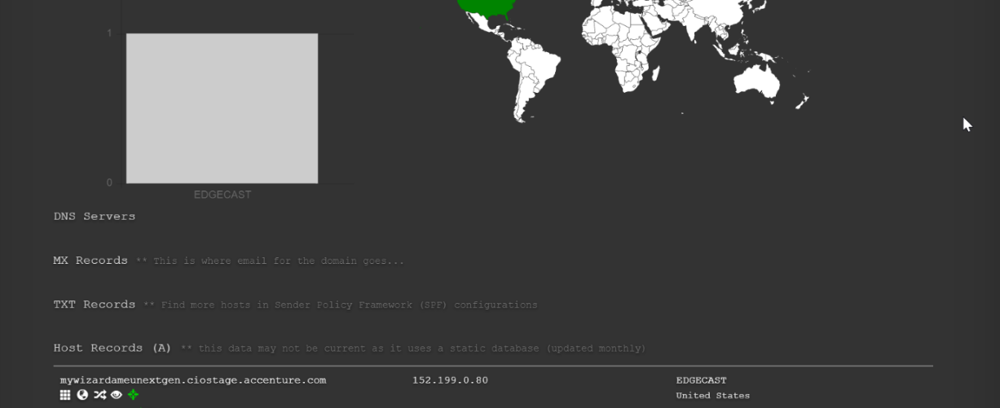 1
0
EDGECAST
DNS Servers
MX Records ** This is where email for the domain goes...
TXT Records ** Find more hosts in Sender Policy Framework (SPF) configurations
Host Records (A) ** this data may not be current as it uses a static database (updated monthly)
mywizardameunextgen.ciostage.accenture.com 152.199.0.80 EDGECAST
United States